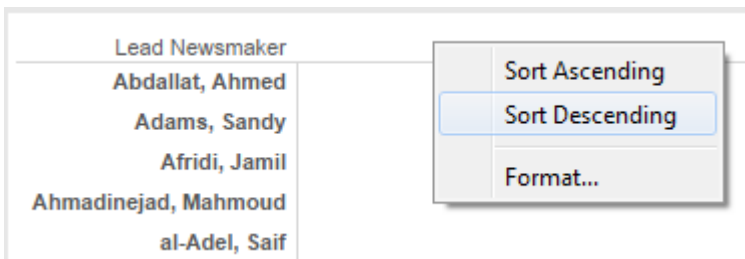 Lead Newsmaker
Abdallat, Ahmed
Adams, Sandy
Afridi, Jamil
Ahmadinejad, Mahmoud
al-Adel, Saif
Sort Ascending
Sort Descending
Format...